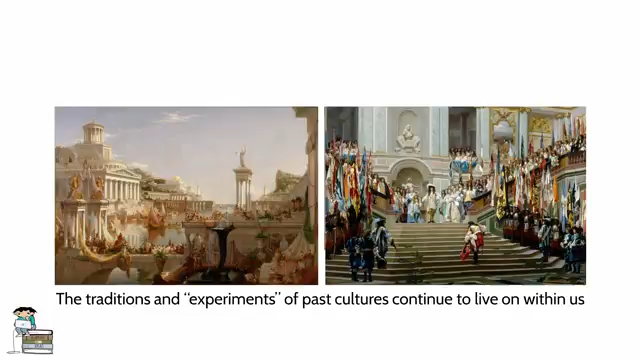 The traditions and “experiments” of past cultures continue to live on within us